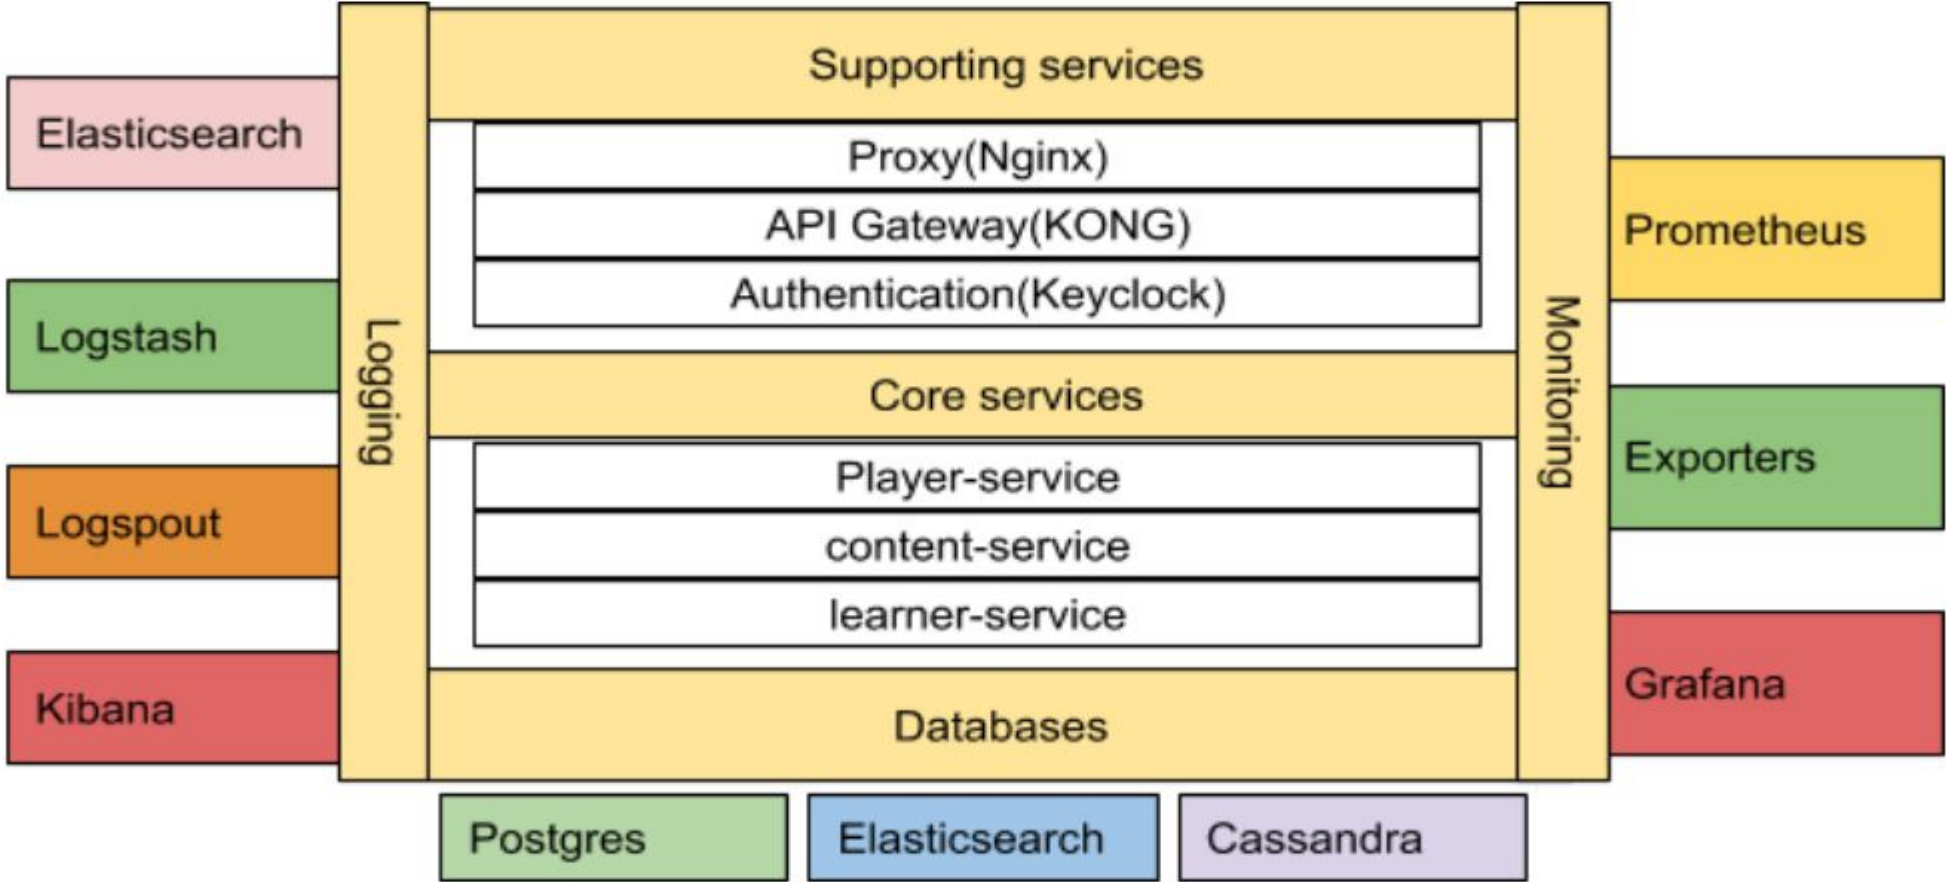 Supporting services
Elasticsearch
Proxy(Nginx)
API Gateway(KONG)
Authentication(Keyclock)
Prometheus
Logstash
Logging
Monitoring
Core services
Player-service
content-service
learner-service
Exporters
Logspout
Kibana
Grafana
Databases
Postgres
Elasticsearch
Cassandra